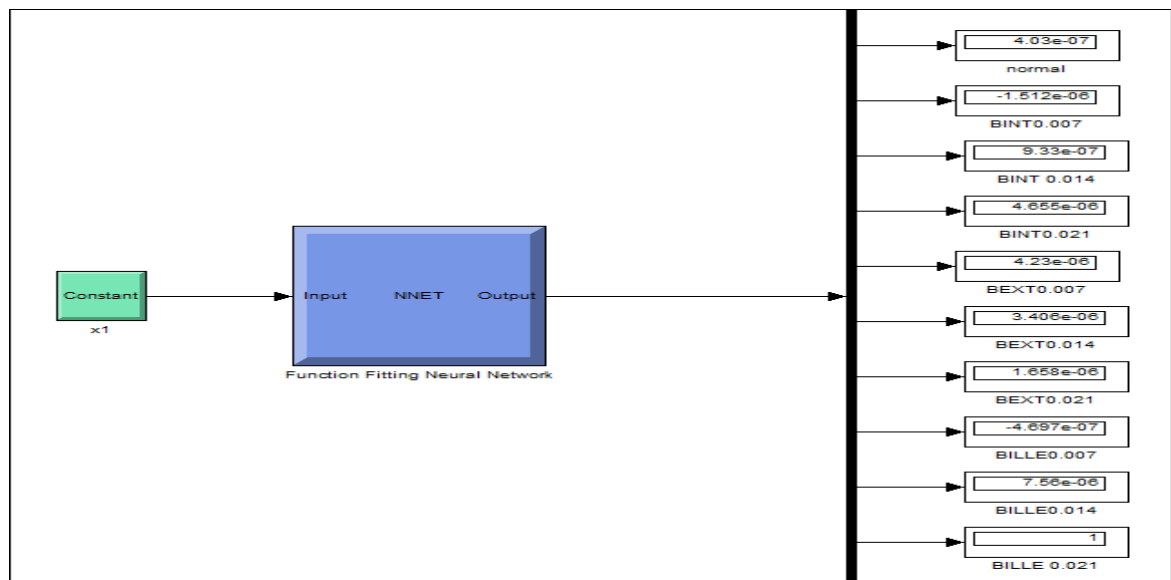 4.03e-07
normal
-1.512e-06
BINT0.007
9.33e-07
BINT 0.014
4.655e-06
BINT0.021
4.23e-06
BEXT0.007
Constant
Input NNET Output
x1
3.406e-06
BEXT0.014
Function Fitting Neural Network
1.658e-06
BEXT0.021
-4.697e-07
BILLE0.007
7.56e-06
BILLE0.014
1
BILLE 0.021